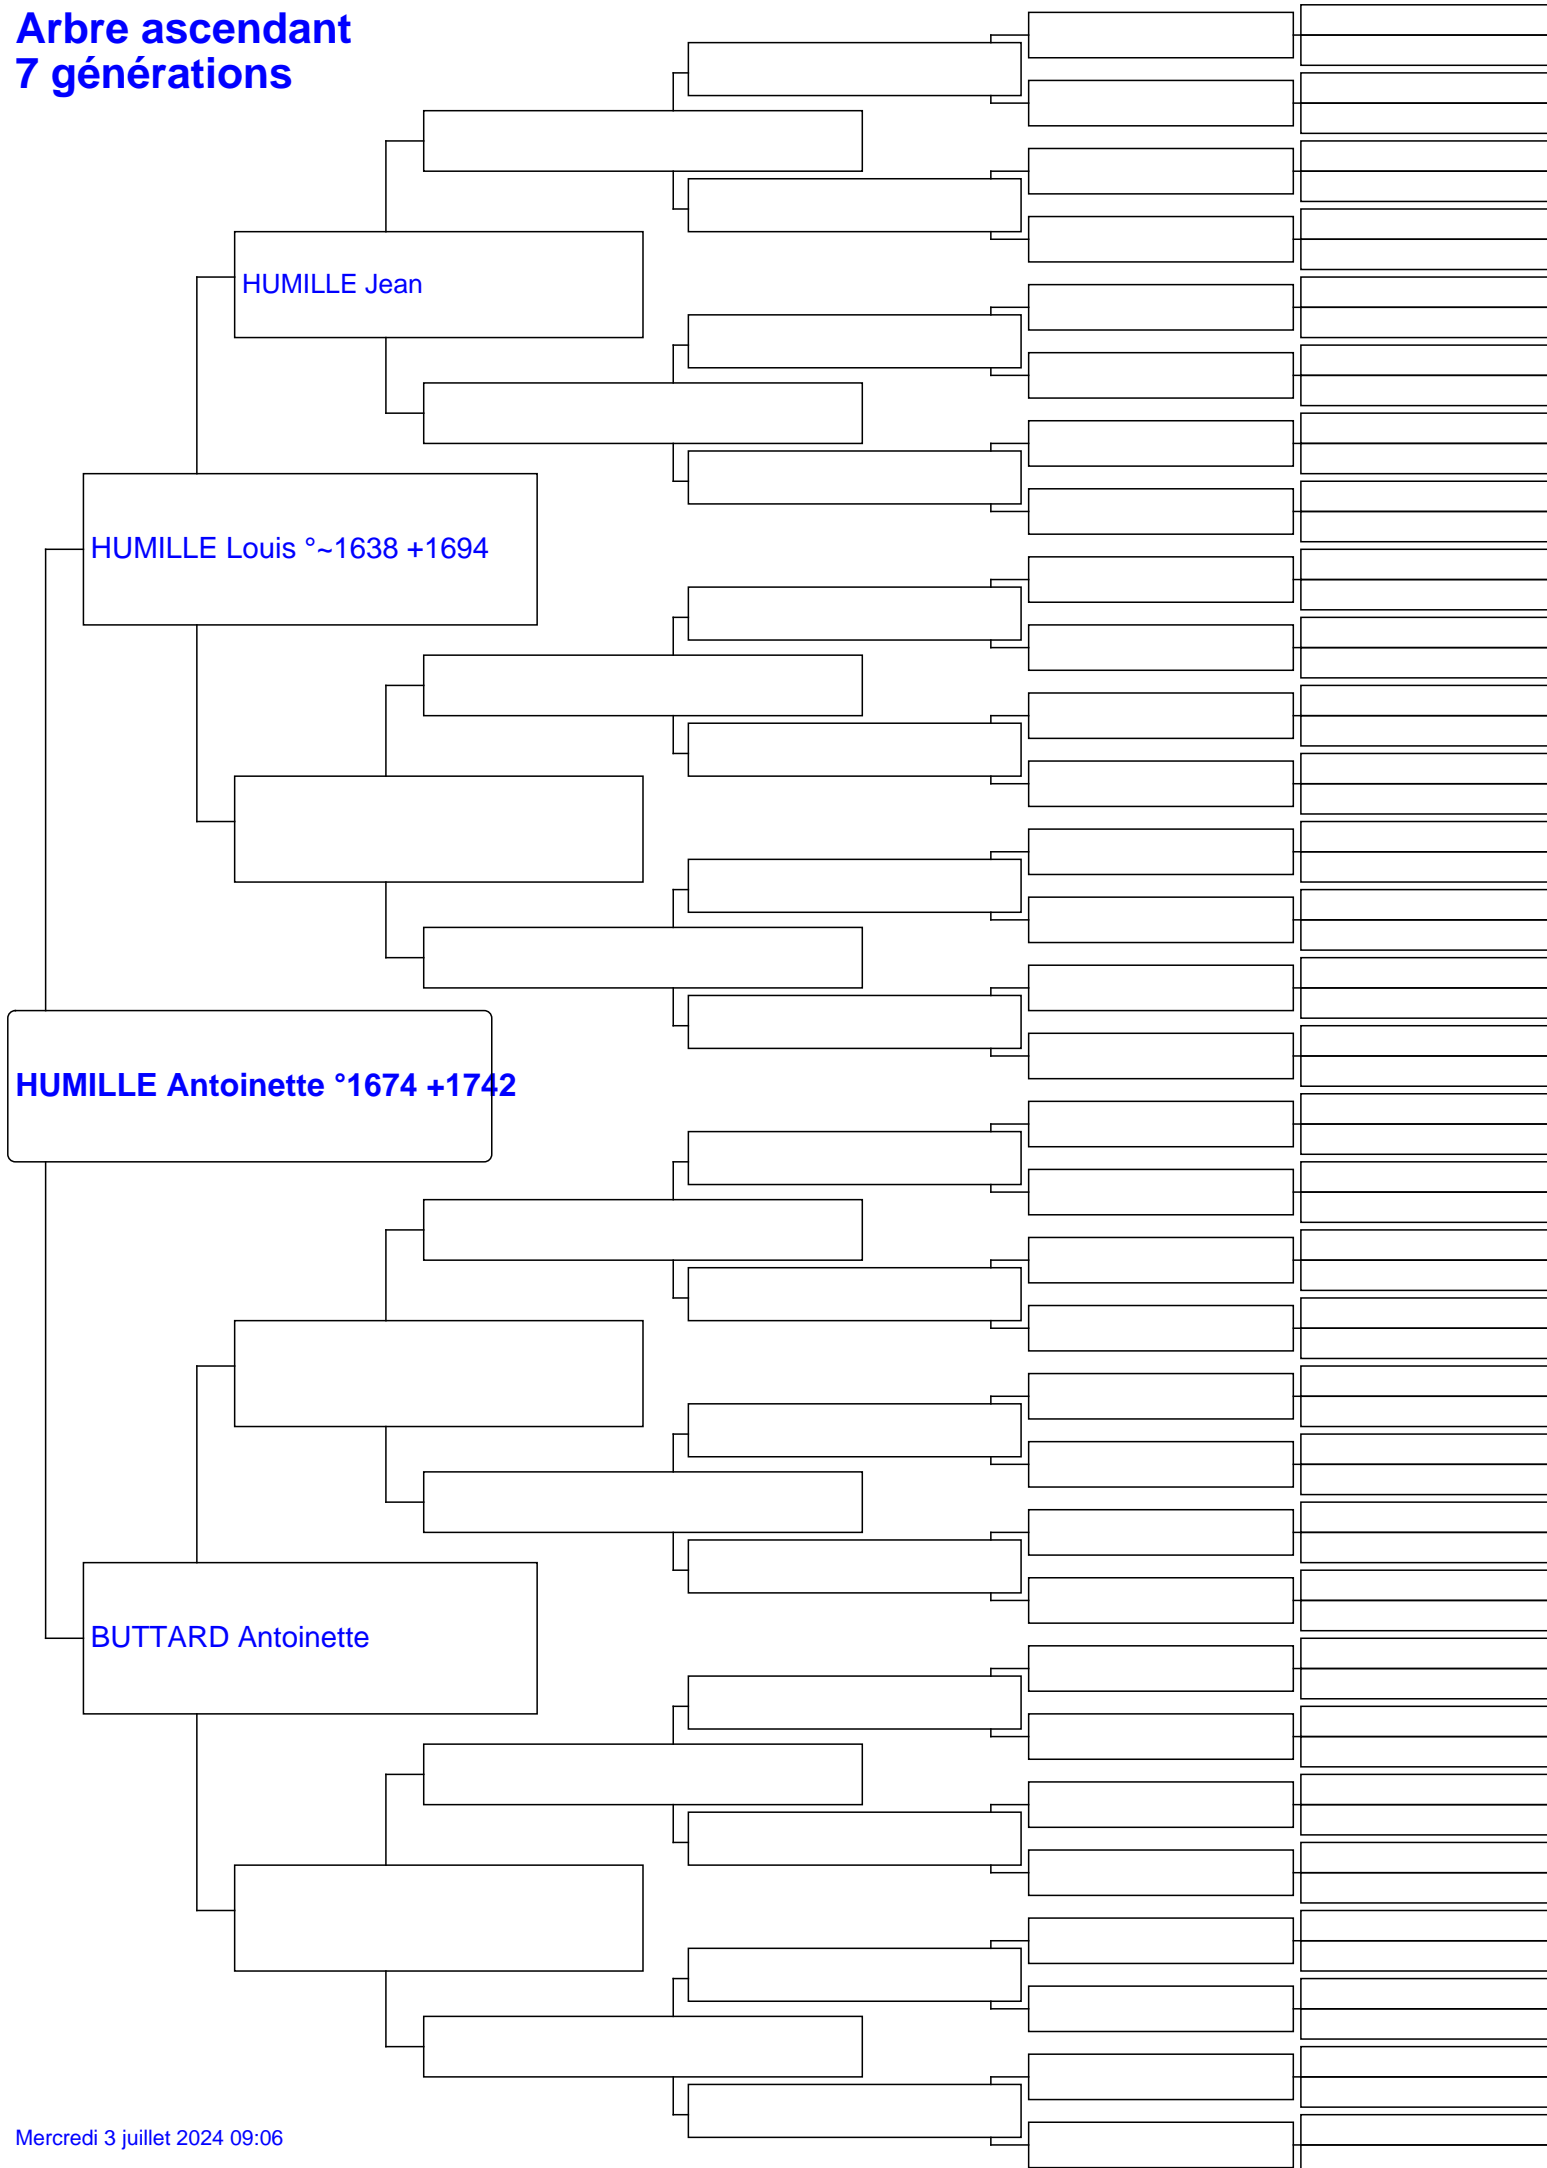 Arbre ascendant
7 générations
HUMILLE Jean
HUMILLE Louis °~1638 +1694
HUMILLE Antoinette °1674 +1742
BUTTARD Antoinette
Mercredi 3 juillet 2024 09:06